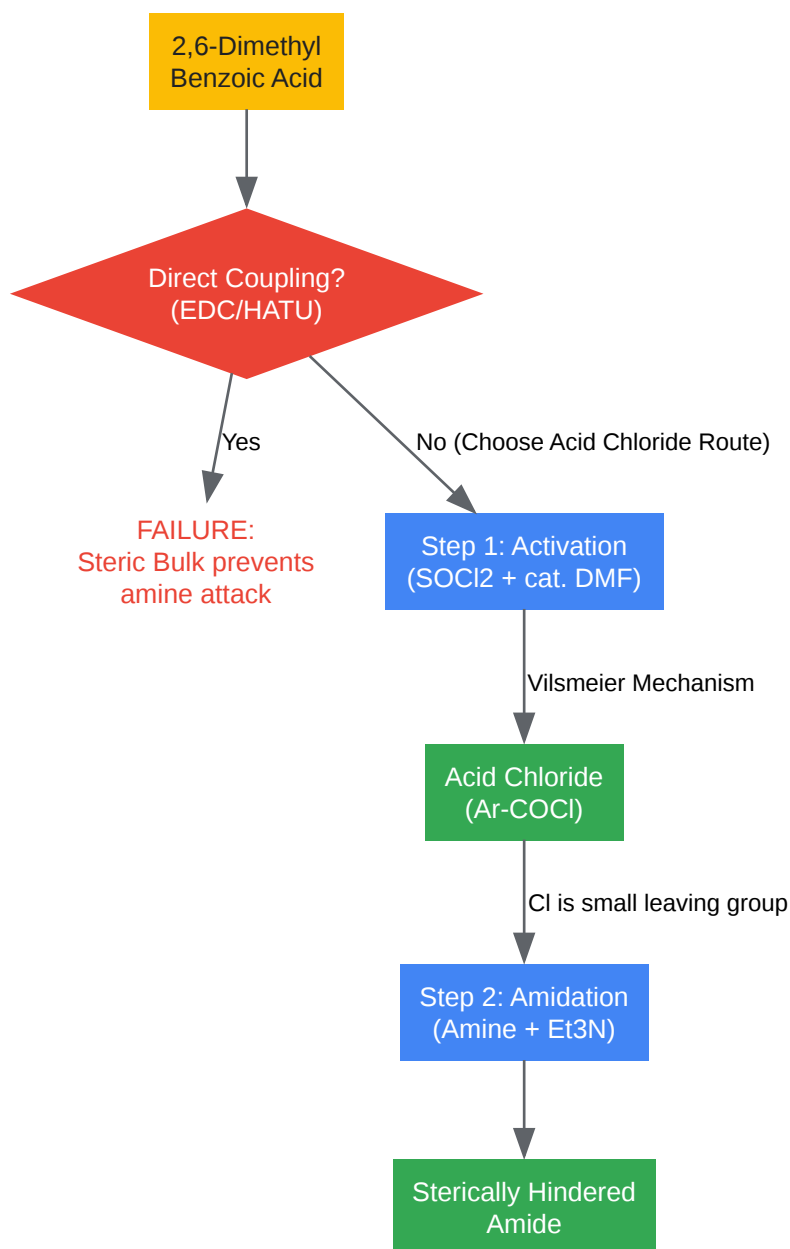 2,6-Dimethyl
Benzoic Acid
Direct Coupling?
(EDC/HATU)
Yes
No (Choose Acid Chloride Route)
FAILURE:
Steric Bulk prevents
amine attack
Step 1: Activation
(SOCl2 + cat. DMF)
Vilsmeier Mechanism
Acid Chloride
(Ar-COCl)
Cl is small leaving group
Step 2: Amidation
(Amine + Et3N)
Sterically Hindered
Amide